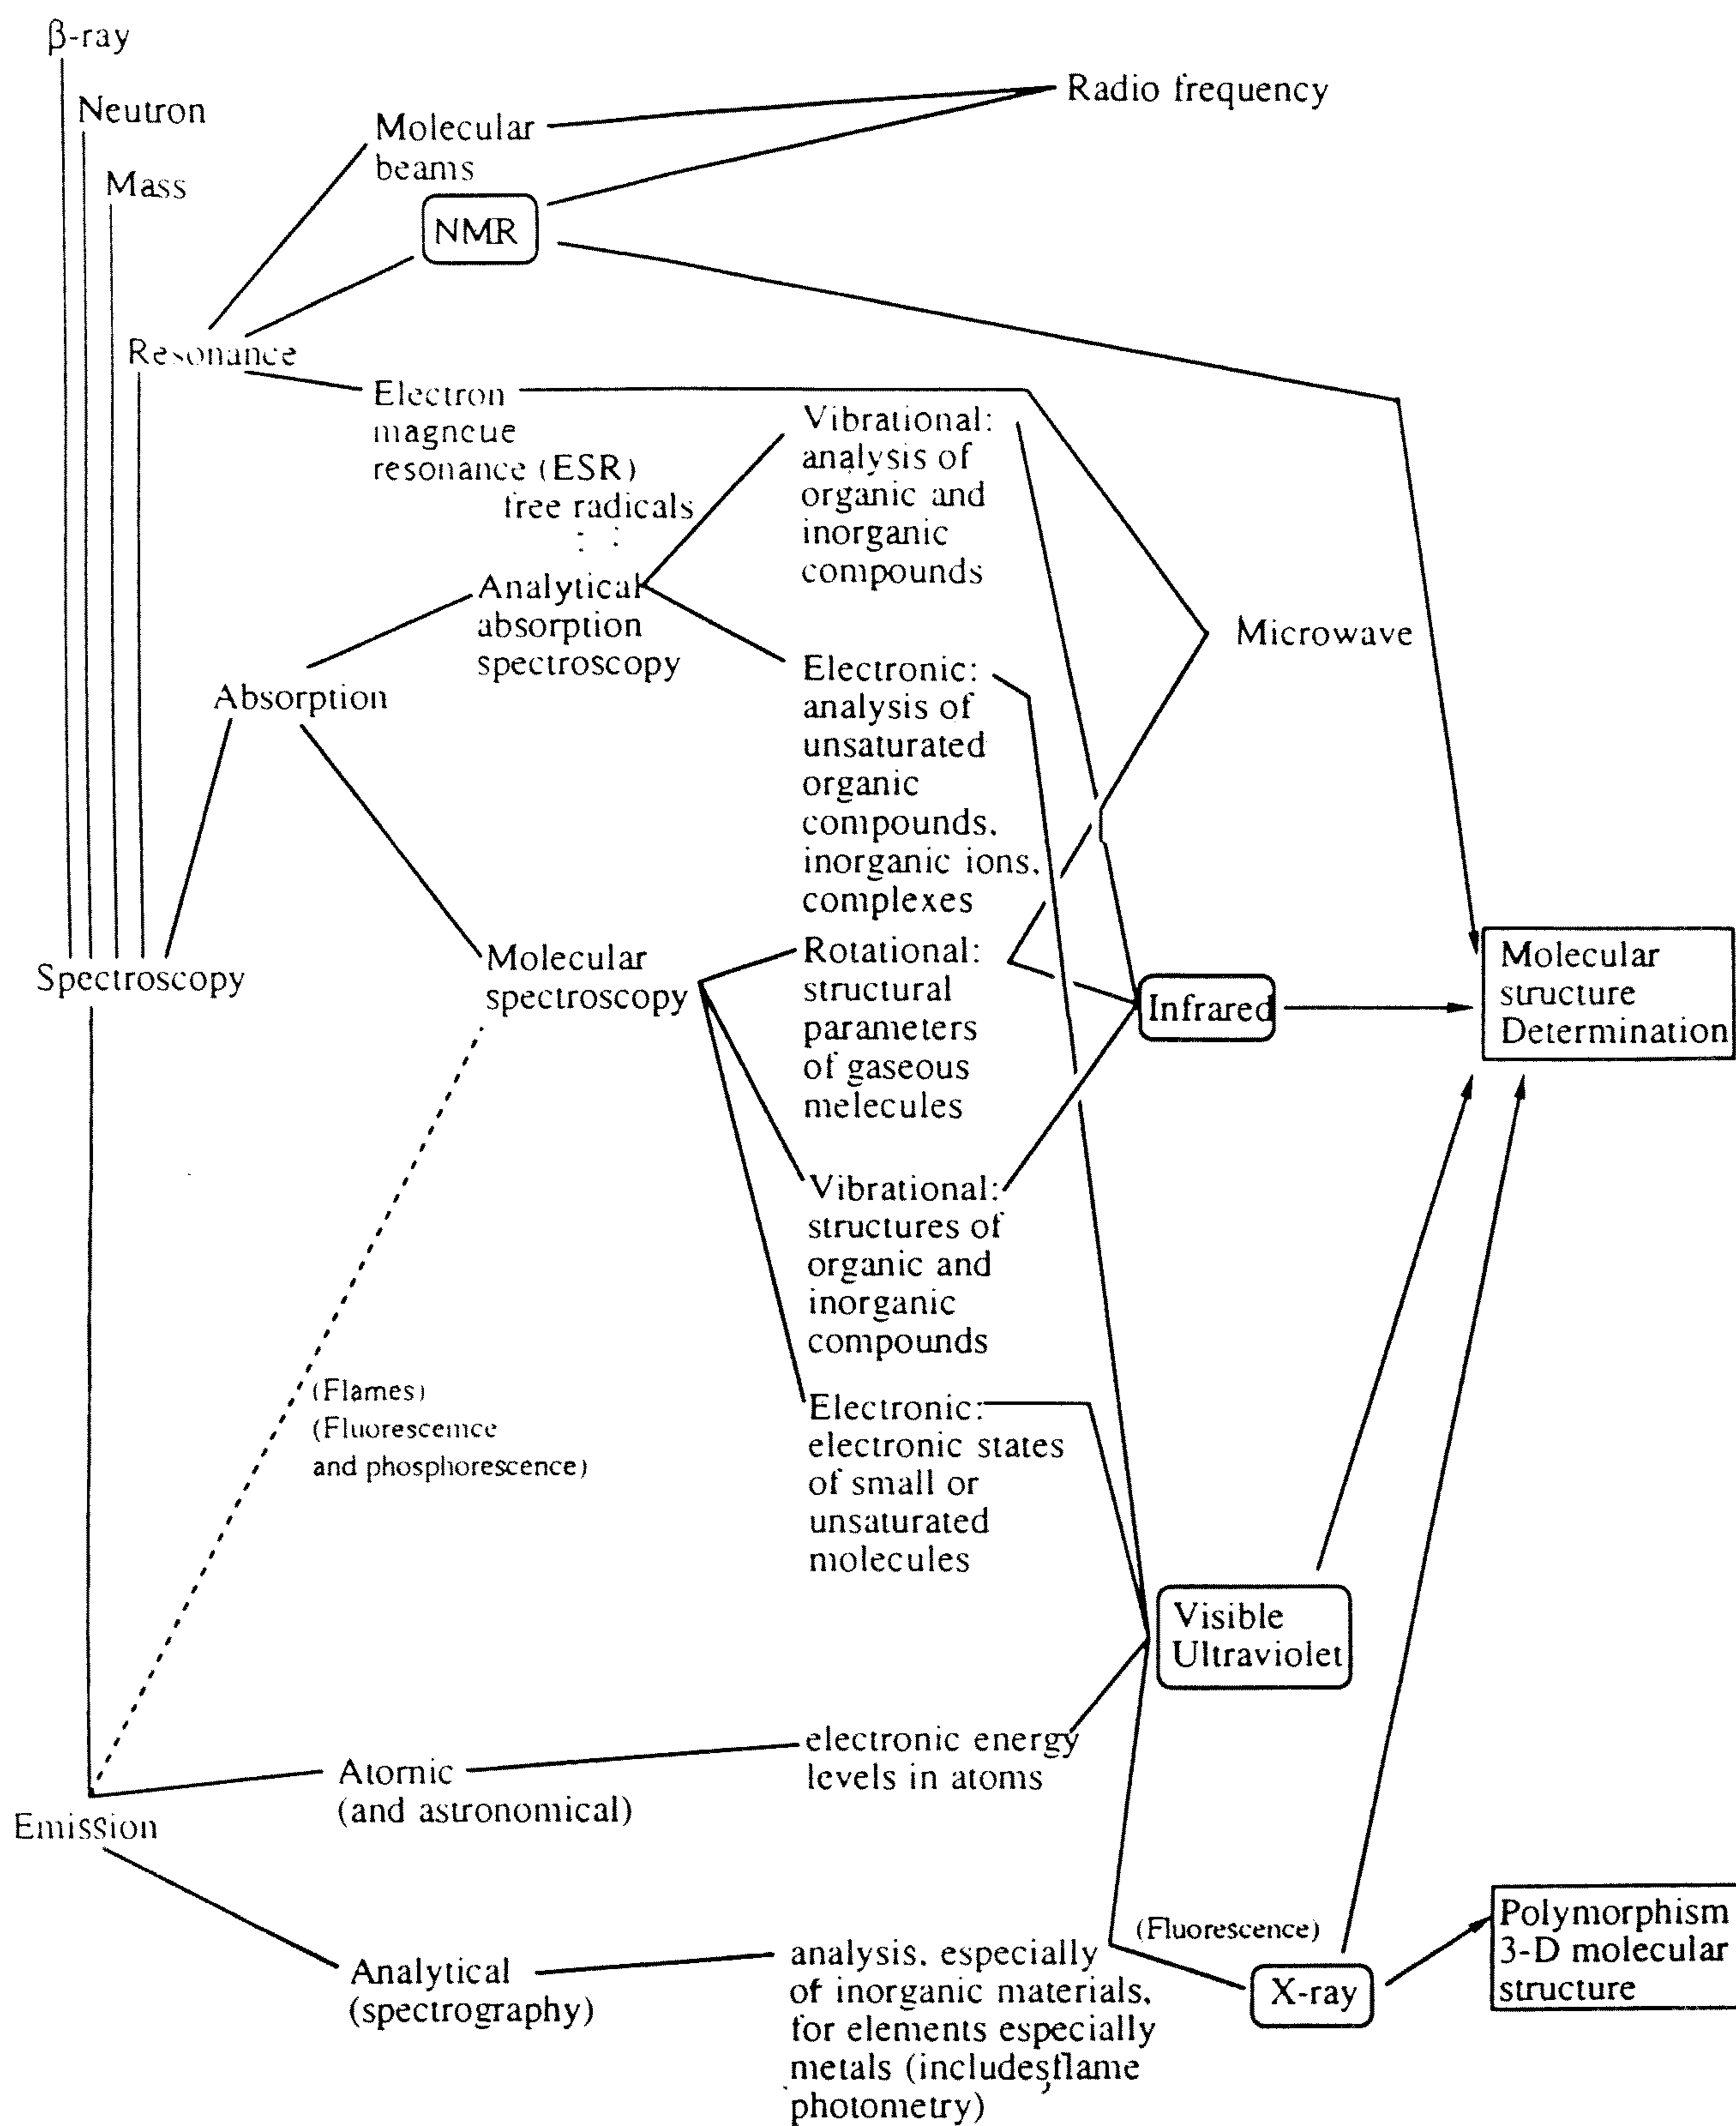 β-ray
Neutron
Mass
Radio frequency
Molecular
beams
NMR
Resonance
Electron
magncue
resonance (ESR)
free radicals
Vibrational:
analysis of
organic and
inorganic
compounds
Analytical
absorption
spectroscopy
Microwave
Absorption
Electronic:
analysis of
unsaturated
organic
compounds,
inorganic ions,
complexes
Spectroscopy
Molecular
spectroscopy
Rotational:
structural
parameters
of gaseous
melecules
Infrared
Molecular
structure
Determination
Vibrational:
structures of
organic and
inorganic
compounds
(Flames)
(Fluoresceince
and phosphorescence)
Electronic:
electronic states
of small or
unsaturated
molecules
Visible
Ultraviolet
electronic energy
levels in atoms
Atomic
(and astronomical)
Emission
Analytical
(spectrography)
analysis, especially
of inorganic materials,
for elements especially
metals (includes,flame
photometry)
(Fluorescence)
X-ray
Polymorphism
3-D molecular
structure